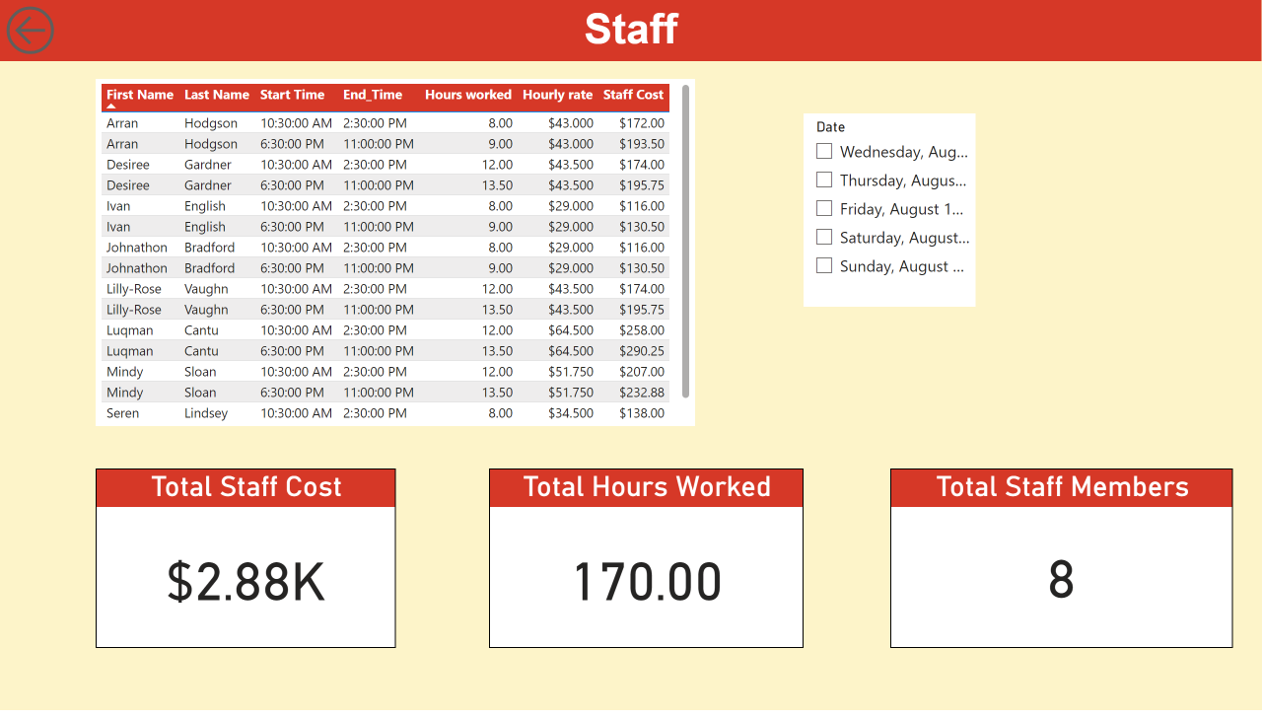 Staff
First Name Last Name Start Time End_Time Hours worked Hourly rate Staff Cost
Arran Hodgson 10:30:00 AM 2:30:00 PM 8.00 $43.000 $172.00
Arran Hodgson 6:30:00 PM 11:00:00 PM 9.00 $43.000 $193.50
Desiree Gardner 10:30:00 AM 2:30:00 PM 12.00 $43.500 $174.00
Desiree Gardner 6:30:00 PM 11:00:00 PM 13.50 $43.500 $195.75
Ivan English 10:30:00 AM 2:30:00 PM 8.00 $29.000 $116.00
Ivan English 6:30:00 PM 11:00:00 PM 9.00 $29.000 $130.50
Johnathon Bradford 10:30:00 AM 2:30:00 PM 8.00 $29.000 $116.00
Johnathon Bradford 6:30:00 PM 11:00:00 PM 9.00 $29.000 $130.50
Lilly-Rose Vaughn 10:30:00 AM 2:30:00 PM 12.00 $43.500 $174.00
Lilly-Rose Vaughn 6:30:00 PM 11:00:00 PM 13.50 $43.500 $195.75
Luqman Cantu 10:30:00 AM 2:30:00 PM 12.00 $64.500 $258.00
Luqman Cantu 6:30:00 PM 11:00:00 PM 13.50 $64.500 $290.25
Mindy Sloan 10:30:00 AM 2:30:00 PM 12.00 $51.750 $207.00
Mindy Sloan 6:30:00 PM 11:00:00 PM 13.50 $51.750 $232.88
Seren Lindsey 10:30:00 AM 2:30:00 PM 8.00 $34.500 $138.00
Date
Wednesday, Aug...
Thursday, Augus...
Friday, August 1...
Saturday, August...
Sunday, August ...
Total Staff Cost
$2.88K
Total Hours Worked
170.00
Total Staff Members
8